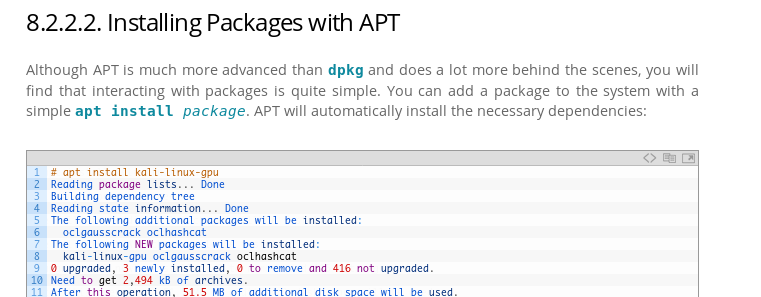 8.2.2.2. Installing Packages with APT
Although APT is much more advanced than dpkg and does a lot more behind the scenes, you will
find that interacting with packages is quite simple. You can add a package to the system with a
simple apt install package. APT will automatically install the necessary dependencies:
1 # apt install kali-linux-gpu
2 Reading package lists... Done
3 Building dependency tree
4 Reading state information... Done
5 The following additional packages will be installed:
6   oclgausscrack oclhashcat
7 The following NEW packages will be installed:
8   kali-linux-gpu oclgausscrack oclhashcat
9 0 upgraded, 3 newly installed, 0 to remove and 416 not upgraded.
10 Need to get 2,494 kB of archives.
11 After this operation, 51.5 MB of additional disk space will be used.